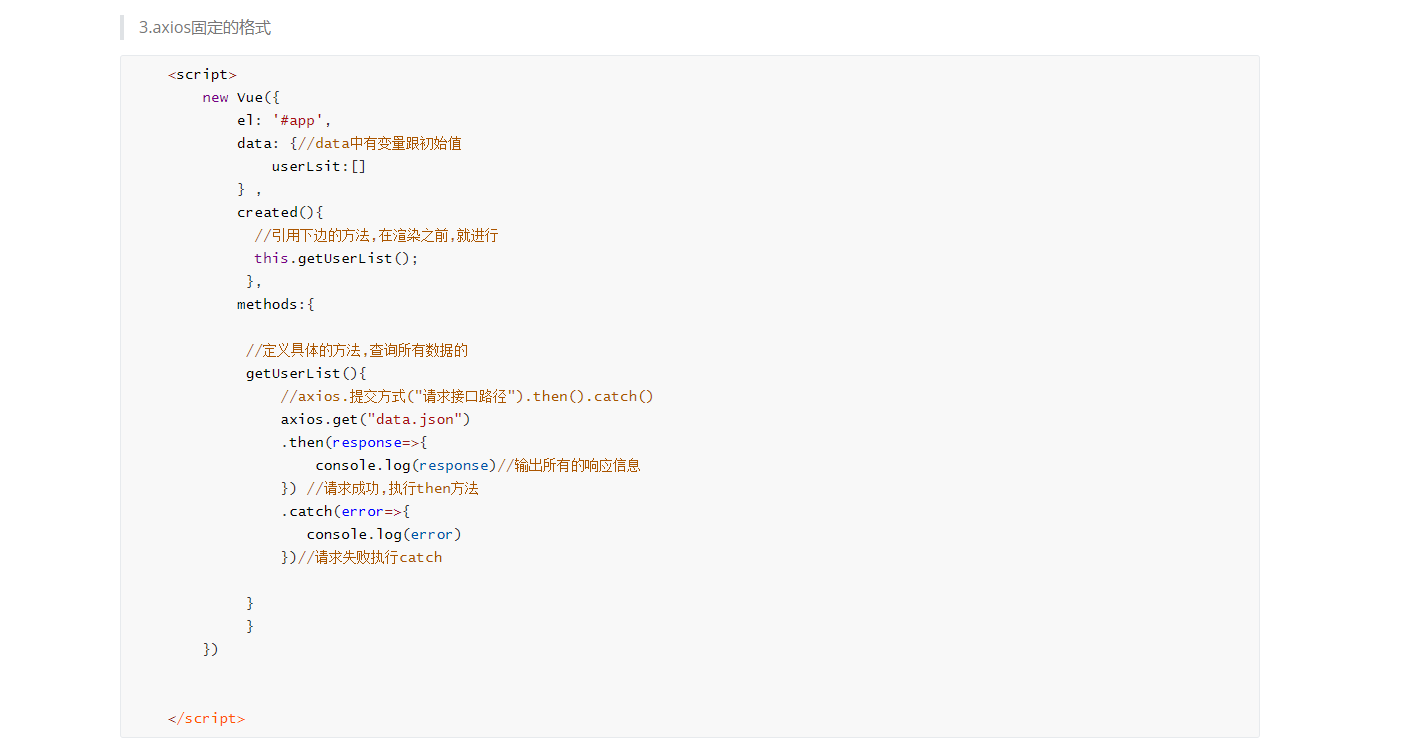 3.axios固定的格式
<script>
new Vue({
el: '#app',
data: {//data中有变量跟初始值
userLsit:[]
} ,
created(){
//引用下边的方法,在渲染之前,就进行
this.getUserList();
},
methods:{
//定义具体的方法,查询所有数据的
getUserList(){
//axios.提交方式("请求接口路径").then().catch()
axios.get("data.json")
.then(response=>{
console.log(response)//输出所有的响应信息
}) //请求成功,执行then方法
.catch(error=>{
console.log(error)
})//请求失败执行catch
}
}
})
</script>